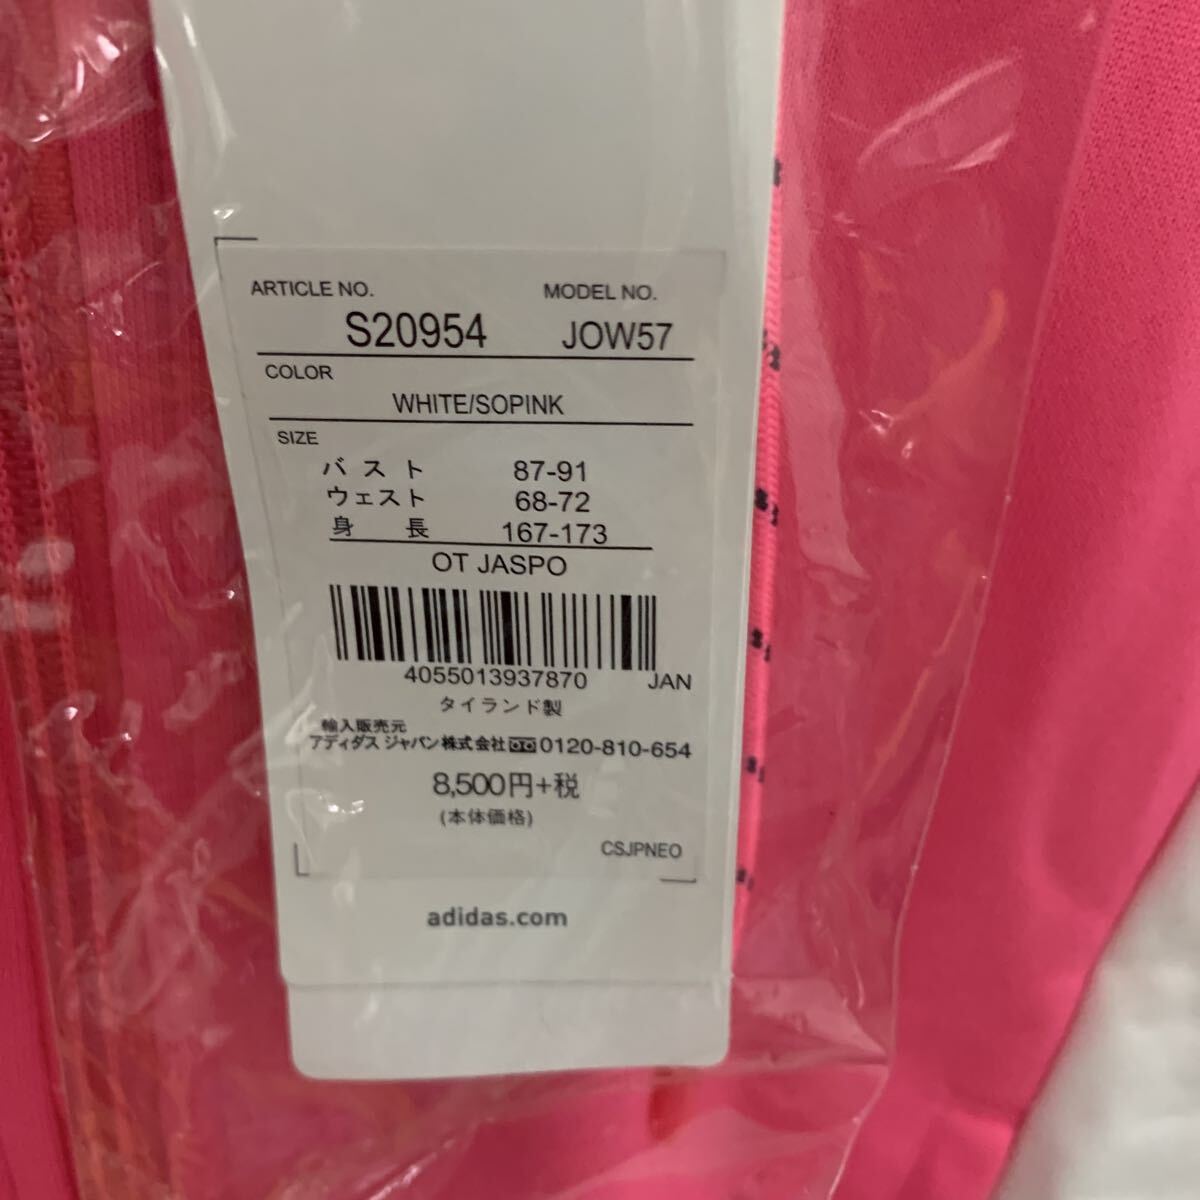 ARTICLE NO. MODEL NO.
S20954 JOW57
COLOR
WHITE/SOPINK
SIZE
バスト 87-91
ウェスト 68-72
身長 167-173
OT JASPO
4055013937870 JAN
タイランド製
輸入販売元
アディダス ジャパン株式会社 0120-810-654
8,500円+税
(本体価格)
CSJPNEO
adidas.com